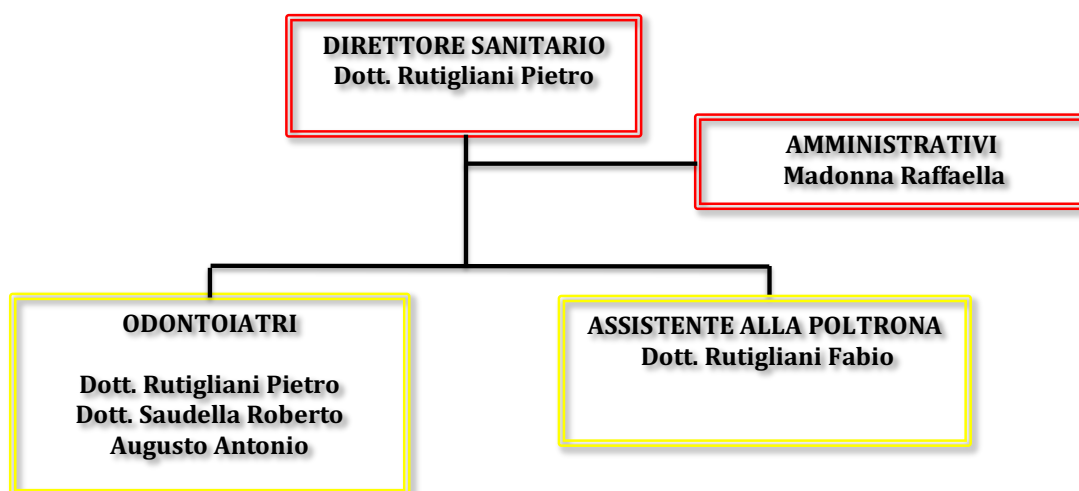 DIRETTORE SANITARIO
Dott. Rutigliani Pietro
AMMINISTRATIVI
Madonna Raffaella
ODONTOIATRI
Dott. Rutigliani Pietro
Dott. Saudella Roberto
Augusto Antonio
ASSISTENTE ALLA POLTRONA
Dott. Rutigliani Fabio